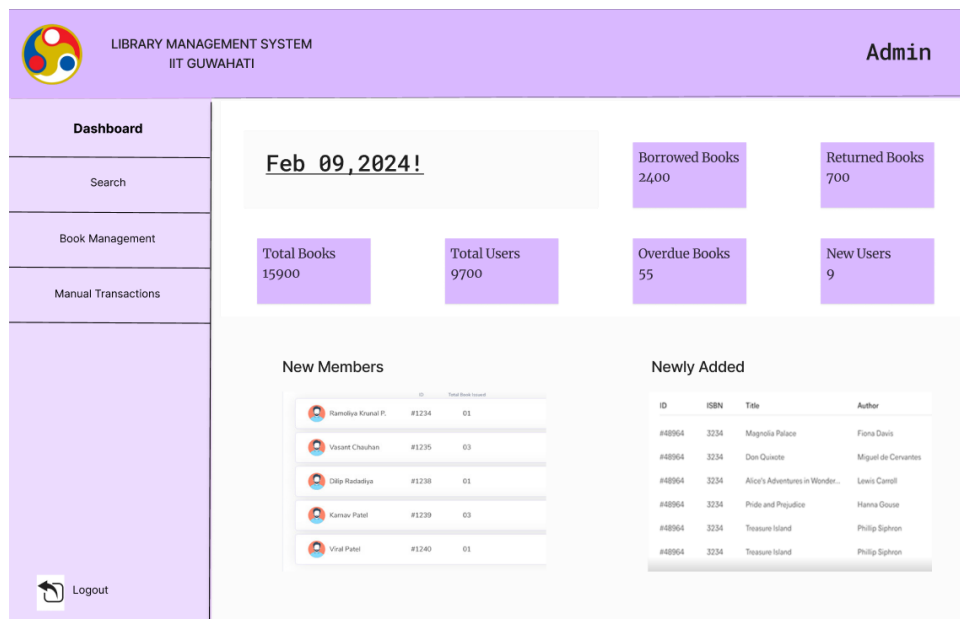 LIBRARY MANAGEMENT SYSTEM
IIT GUWAHATI
Admin
Dashboard
Search
Book Management
Manual Transactions
Logout
Feb 09,2024!
Borrowed Books
2400
Returned Books
700
Total Books
15900
Total Users
9700
Overdue Books
55
New Users
9
New Members
ID Total Book Issued
Ramoliya Krunal P. #1234 01
Vasant Chauhan #1235 03
Dilip Radadiya #1238 01
Karnav Patel #1239 03
Viral Patel #1240 01
Newly Added
ID ISBN Title Author
#48964 3234 Magnolia Palace Fiona Davis
#48964 3234 Don Quixote Miguel de Cervantes
#48964 3234 Alice's Adventures in Wonder... Lewis Carroll
#48964 3234 Pride and Prejudice Hanna Gouse
#48964 3234 Treasure Island Philip Siphron
#48964 3234 Treasure Island Philip Siphron